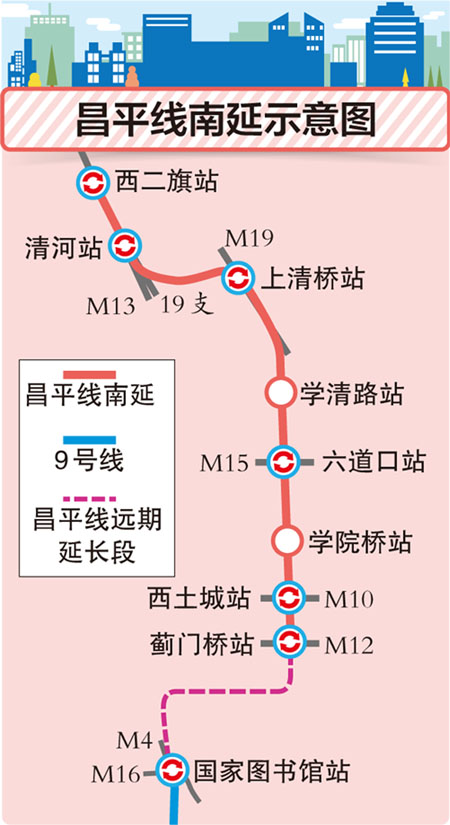 昌平线南延示意图
西二旗站
清河站
M19
上清桥站
M13
19支
昌平线南延
学清路站
9号线
M15
六道口站
昌平线远期
延长段
学院桥站
西土城站
M10
蓟门桥站
M12
M4
M16
国家图书馆站